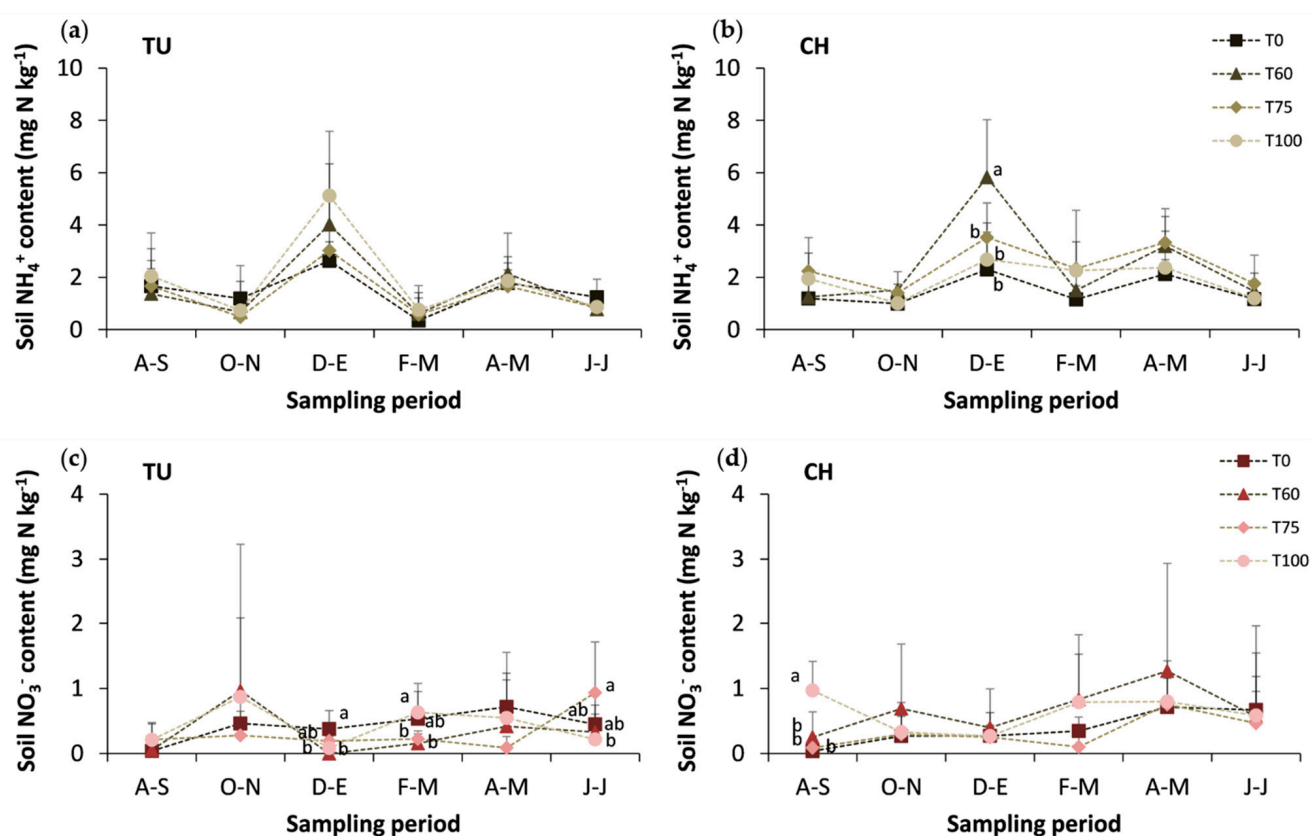 (a) TU
Soil NH₄⁺ content (mg N kg⁻¹)
10
8
6
4
2
0
A-S O-N D-E F-M A-M J-J
Sampling period
(b) CH
Soil NH₄⁺ content (mg N kg⁻¹)
10
8
6
4
2
0
a
b
b
b
A-S O-N D-E F-M A-M J-J
Sampling period
T0
T60
T75
T100
(c) TU
Soil NO₃⁻ content (mg N kg⁻¹)
4
3
2
1
0
a
ab
b b
a
ab
b
b
a
ab
ab
b
A-S O-N D-E F-M A-M J-J
Sampling period
(d) CH
Soil NO₃⁻ content (mg N kg⁻¹)
4
3
2
1
0
a
b
b b
A-S O-N D-E F-M A-M J-J
Sampling period
T0
T60
T75
T100